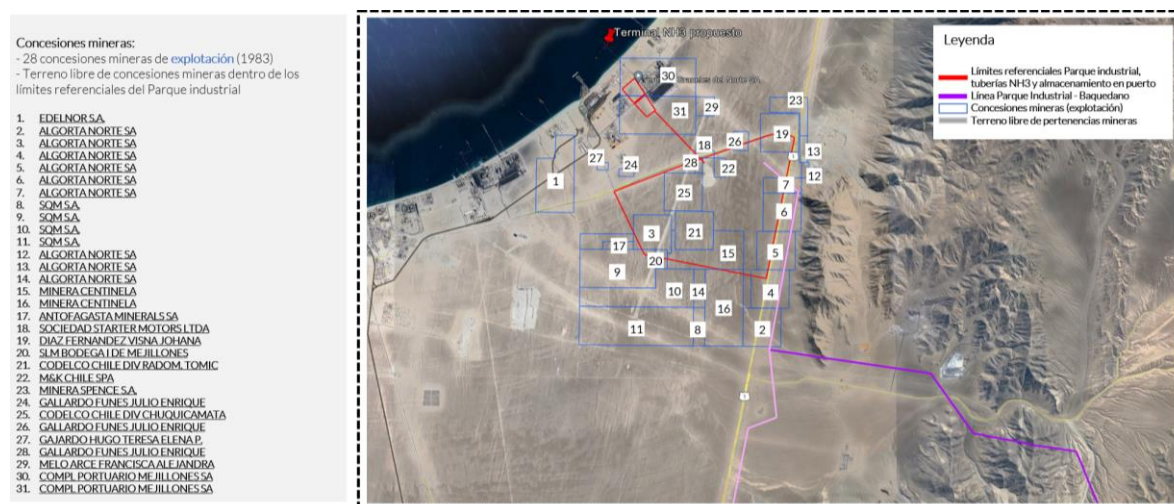 Concesiones mineras:
- 28 concesiones mineras de explotación (1983)
- Terreno libre de concesiones mineras dentro de los
límites referenciales del Parque industrial
1. EDELNOR S.A.
2. ALGORTA NORTE SA
3. ALGORTA NORTE SA
4. ALGORTA NORTE SA
5. ALGORTA NORTE SA
6. ALGORTA NORTE SA
7. ALGORTA NORTE SA
8. SQM S.A.
9. SQM S.A.
10. SQM S.A.
11. SQM S.A.
12. ALGORTA NORTE SA
13. ALGORTA NORTE SA
14. ALGORTA NORTE SA
15. MINERA CENTINELA
16. MINERA CENTINELA
17. ANTOFAGASTA MINERALS SA
18. SOCIEDAD STARTER MOTORS LTDA
19. DIAZ FERNANDEZ VISNA JOHANA
20. SLM BODEGA I DE MEJILLONES
21. CODELCO CHILE DIV RADOM. TOMIC
22. M&K CHILE SPA
23. MINERA SPENCE S.A.
24. GALLARDO FUNES JULIO ENRIQUE
25. CODELCO CHILE DIV CHUQUICAMATA
26. GALLARDO FUNES JULIO ENRIQUE
27. GAJARDO HUGO TERESA ELENA P.
28. GALLARDO FUNES JULIO ENRIQUE
29. MELO ARCE FRANCISCA ALEJANDRA
30. COMPL PORTUARIO MEJILLONES SA
31. COMPL PORTUARIO MEJILLONES SA
Terminal NH3 propuesto
Graneles del Norte SA
30
31
29
23
27
24
18
26
19
13
1
28
22
12
25
7
6
3
21
17
20
15
5
9
10
14
4
16
11
8
2
1
1
Leyenda
Límites referenciales Parque industrial,
tuberías NH3 y almacenamiento en puerto
Línea Parque Industrial - Baquedano
Concesiones mineras (explotación)
Terreno libre de pertenencias mineras